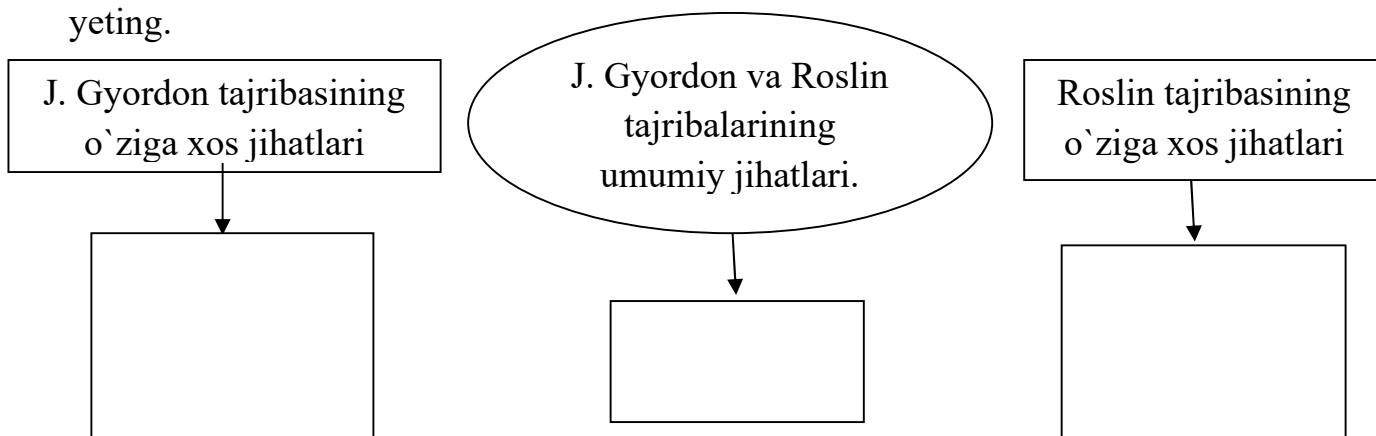 yeting.
J. Gyordon tajribasining
o`ziga xos jihatlari
J. Gyordon va Roslin
tajribalarining
umumiy jihatlari.
Roslin tajribasining
o`ziga xos jihatlari